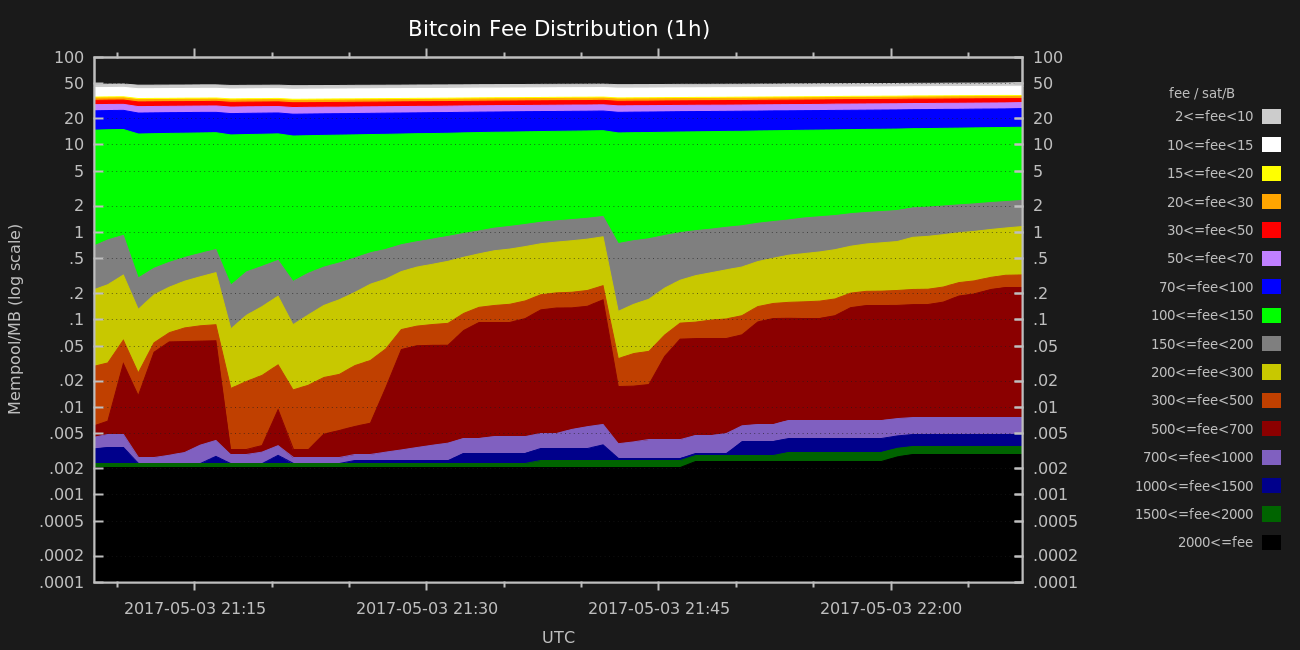 Bitcoin Fee Distribution (1h)
Mempool/MB (log scale)
100
50
20
10
5
2
1
.5
.2
.1
.05
.02
.01
.005
.002
.001
.0005
.0002
.0001
100
50
20
10
5
2
1
.5
.2
.1
.05
.02
.01
.005
.002
.001
.0005
.0002
.0001
2017-05-03 21:15
2017-05-03 21:30
2017-05-03 21:45
2017-05-03 22:00
UTC
fee / sat/B
2<=fee<10
10<=fee<15
15<=fee<20
20<=fee<30
30<=fee<50
50<=fee<70
70<=fee<100
100<=fee<150
150<=fee<200
200<=fee<300
300<=fee<500
500<=fee<700
700<=fee<1000
1000<=fee<1500
1500<=fee<2000
2000<=fee